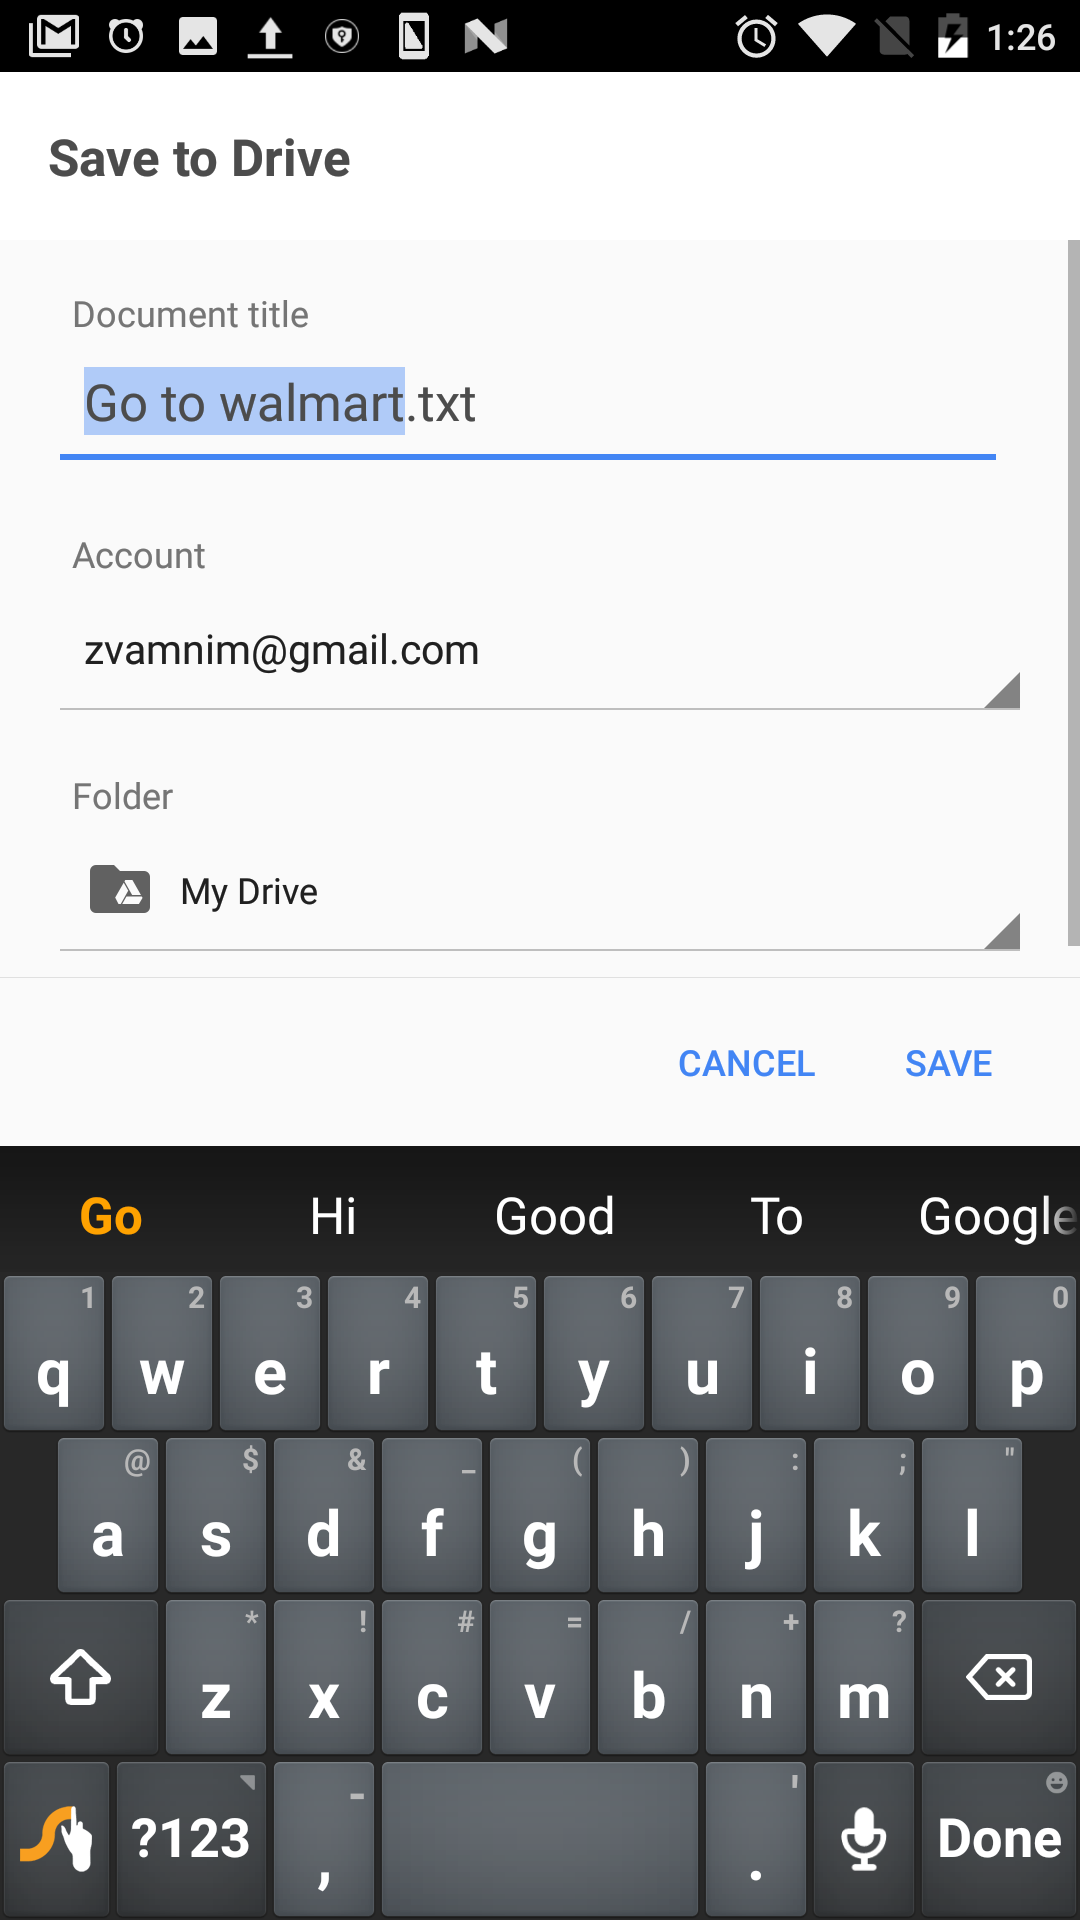 1:26
Save to Drive
Document title
Go to walmart.txt
Account
zvamnim@gmail.com
Folder
My Drive
CANCEL SAVE
Go Hi Good To Google
1 2 3 4 5 6 7 8 9 0
q w e r t y u i o p
@ $ & _ ( ) : ; "
a s d f g h j k l
* ! # = / + ?
z x c v b n m
- '
?123 , . Done